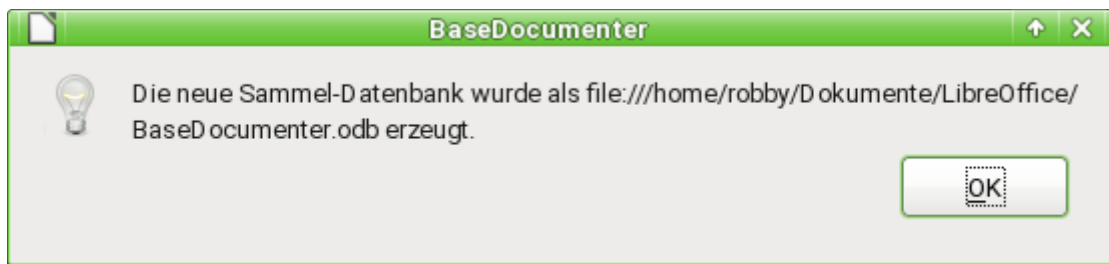 BaseDocumenter
Die neue Sammel-Datenbank wurde als file:///home/robby/Dokumente/LibreOffice/
BaseDocumenter.odb erzeugt.
OK